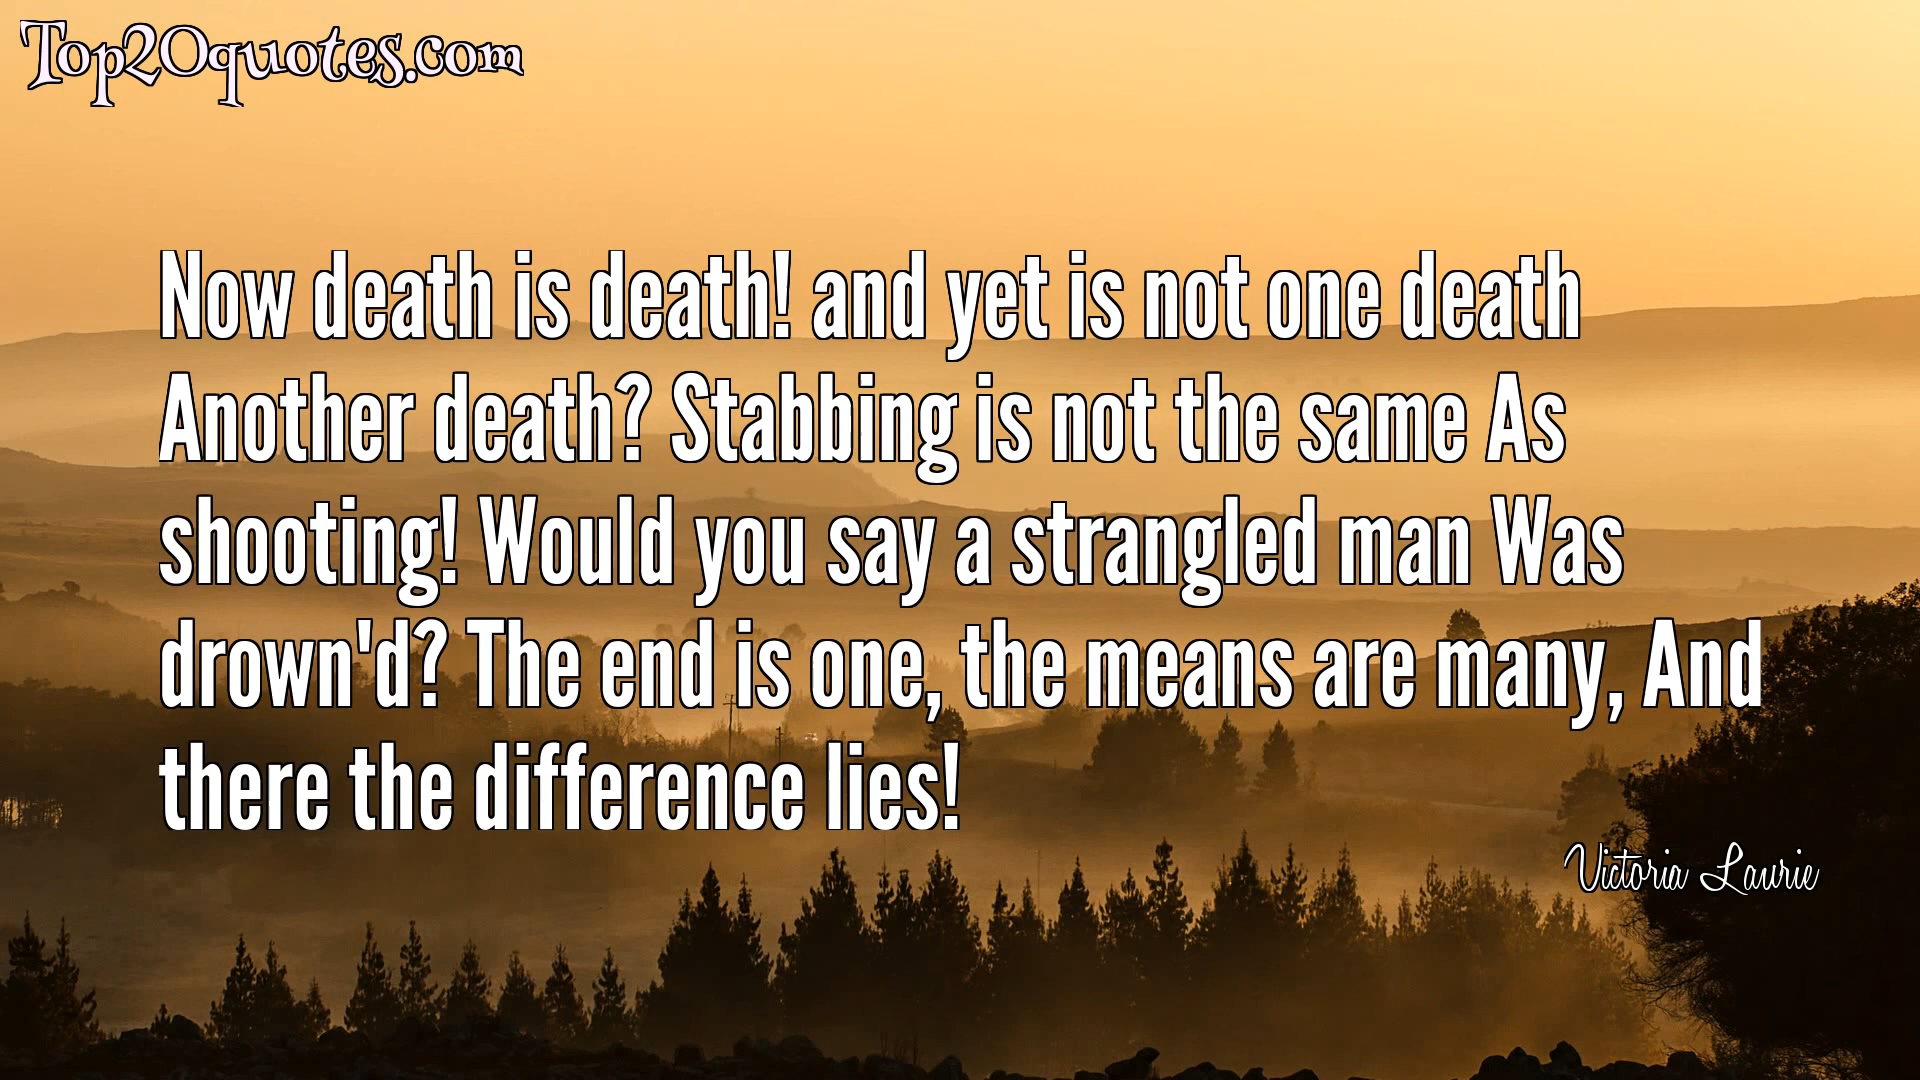 Top20quotes.com
Now death is death! and yet is not one death
Another death? Stabbing is not the same As
shooting! Would you say a strangled man Was
drown'd? The end is one, the means are many, And
there the difference lies!
Victoria Laurie